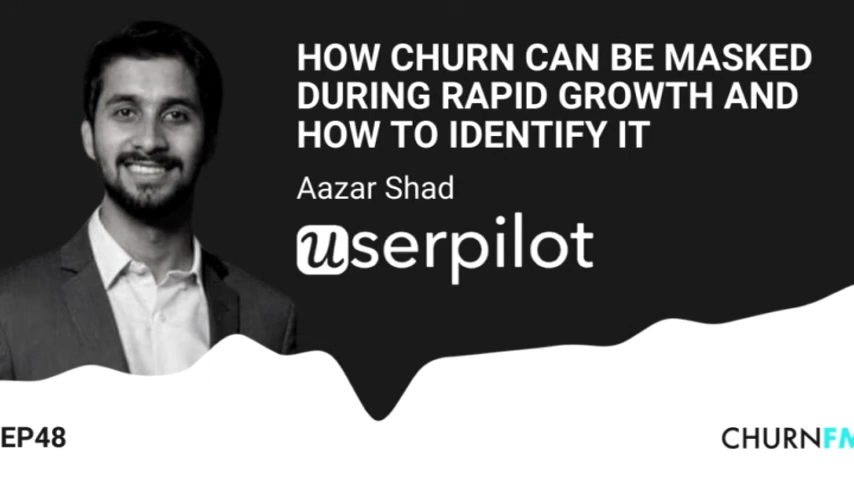 HOW CHURN CAN BE MASKED
DURING RAPID GROWTH AND
HOW TO IDENTIFY IT
Aazar Shad
userpilot
EP48
CHURNFM